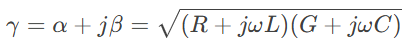 γ = α + jβ = √(R + jωL)(G + jωC)